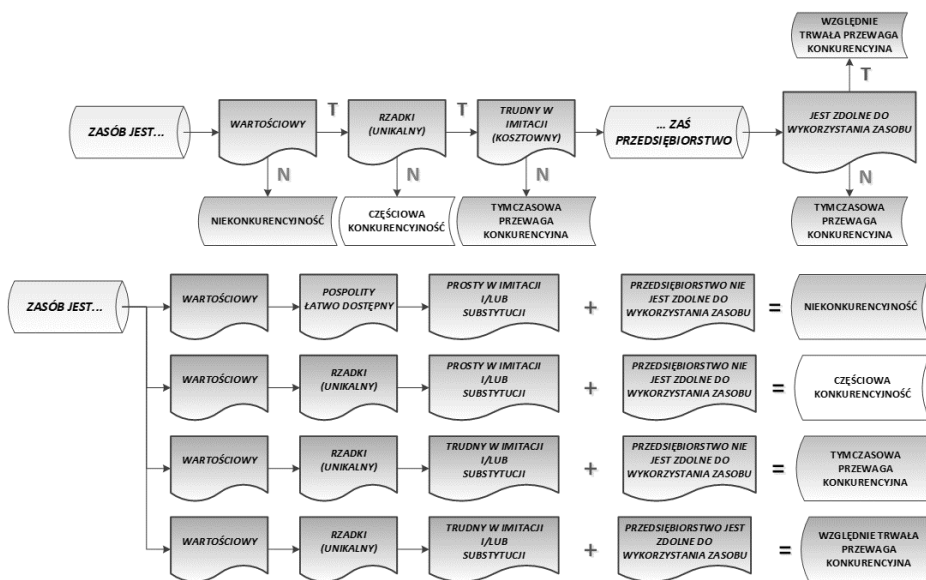 WZGLĘDNIE
TRWAŁA PRZEWAGA
KONKURENCYJNA
T
ZASÓB JEST...
WARTOŚCIOWY
T
RZADKI
(UNIKALNY)
T
TRUDNY W
IMITACJI
(KOSZTOWNY)
... ZAŚ
PRZEDSIĘBIORSTWO
JEST ZDOLNE DO
WYKORZYSTANIA ZASOBU
N
N
N
N
NIEKONKURENCYJNOŚĆ
CZĘŚCIOWA
KONKURENCYJNOŚĆ
TYMCZASOWA
PRZEWAGA
KONKURENCYJNA
TYMCZASOWA
PRZEWAGA
KONKURENCYJNA
ZASÓB JEST...
WARTOŚCIOWY
POSPOLITY
ŁATWO DOSTĘPNY
PROSTY W IMITACJI
I/LUB
SUBSTYTUCJI
+
PRZEDSIĘBIORSTWO NIE
JEST ZDOLNE DO
WYKORZYSTANIA ZASOBU
=
NIEKONKURENCYJNOŚĆ
WARTOŚCIOWY
RZADKI
(UNIKALNY)
PROSTY W IMITACJI
I/LUB
SUBSTYTUCJI
+
PRZEDSIĘBIORSTWO NIE
JEST ZDOLNE DO
WYKORZYSTANIA ZASOBU
=
CZĘŚCIOWA
KONKURENCYJNOŚĆ
WARTOŚCIOWY
RZADKI
(UNIKALNY)
TRUDNY W IMITACJI
I/LUB
SUBSTYTUCJI
+
PRZEDSIĘBIORSTWO NIE
JEST ZDOLNE DO
WYKORZYSTANIA ZASOBU
=
TYMCZASOWA
PRZEWAGA
KONKURENCYJNA
WARTOŚCIOWY
RZADKI
(UNIKALNY)
TRUDNY W IMITACJI
I/LUB
SUBSTYTUCJI
+
PRZEDSIĘBIORSTWO JEST
ZDOLNE DO
WYKORZYSTANIA ZASOBU
=
WZGLĘDNIE TRWAŁA
PRZEWAGA
KONKURENCYJNA